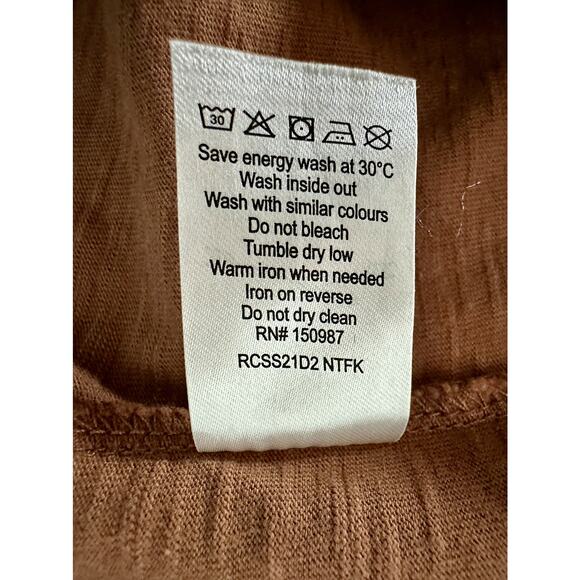 30
Save energy wash at 30°C
Wash inside out
Wash with similar colours
Do not bleach
Tumble dry low
Warm iron when needed
Iron on reverse
Do not dry clean
RN# 150987
RCSS21D2 NTFK